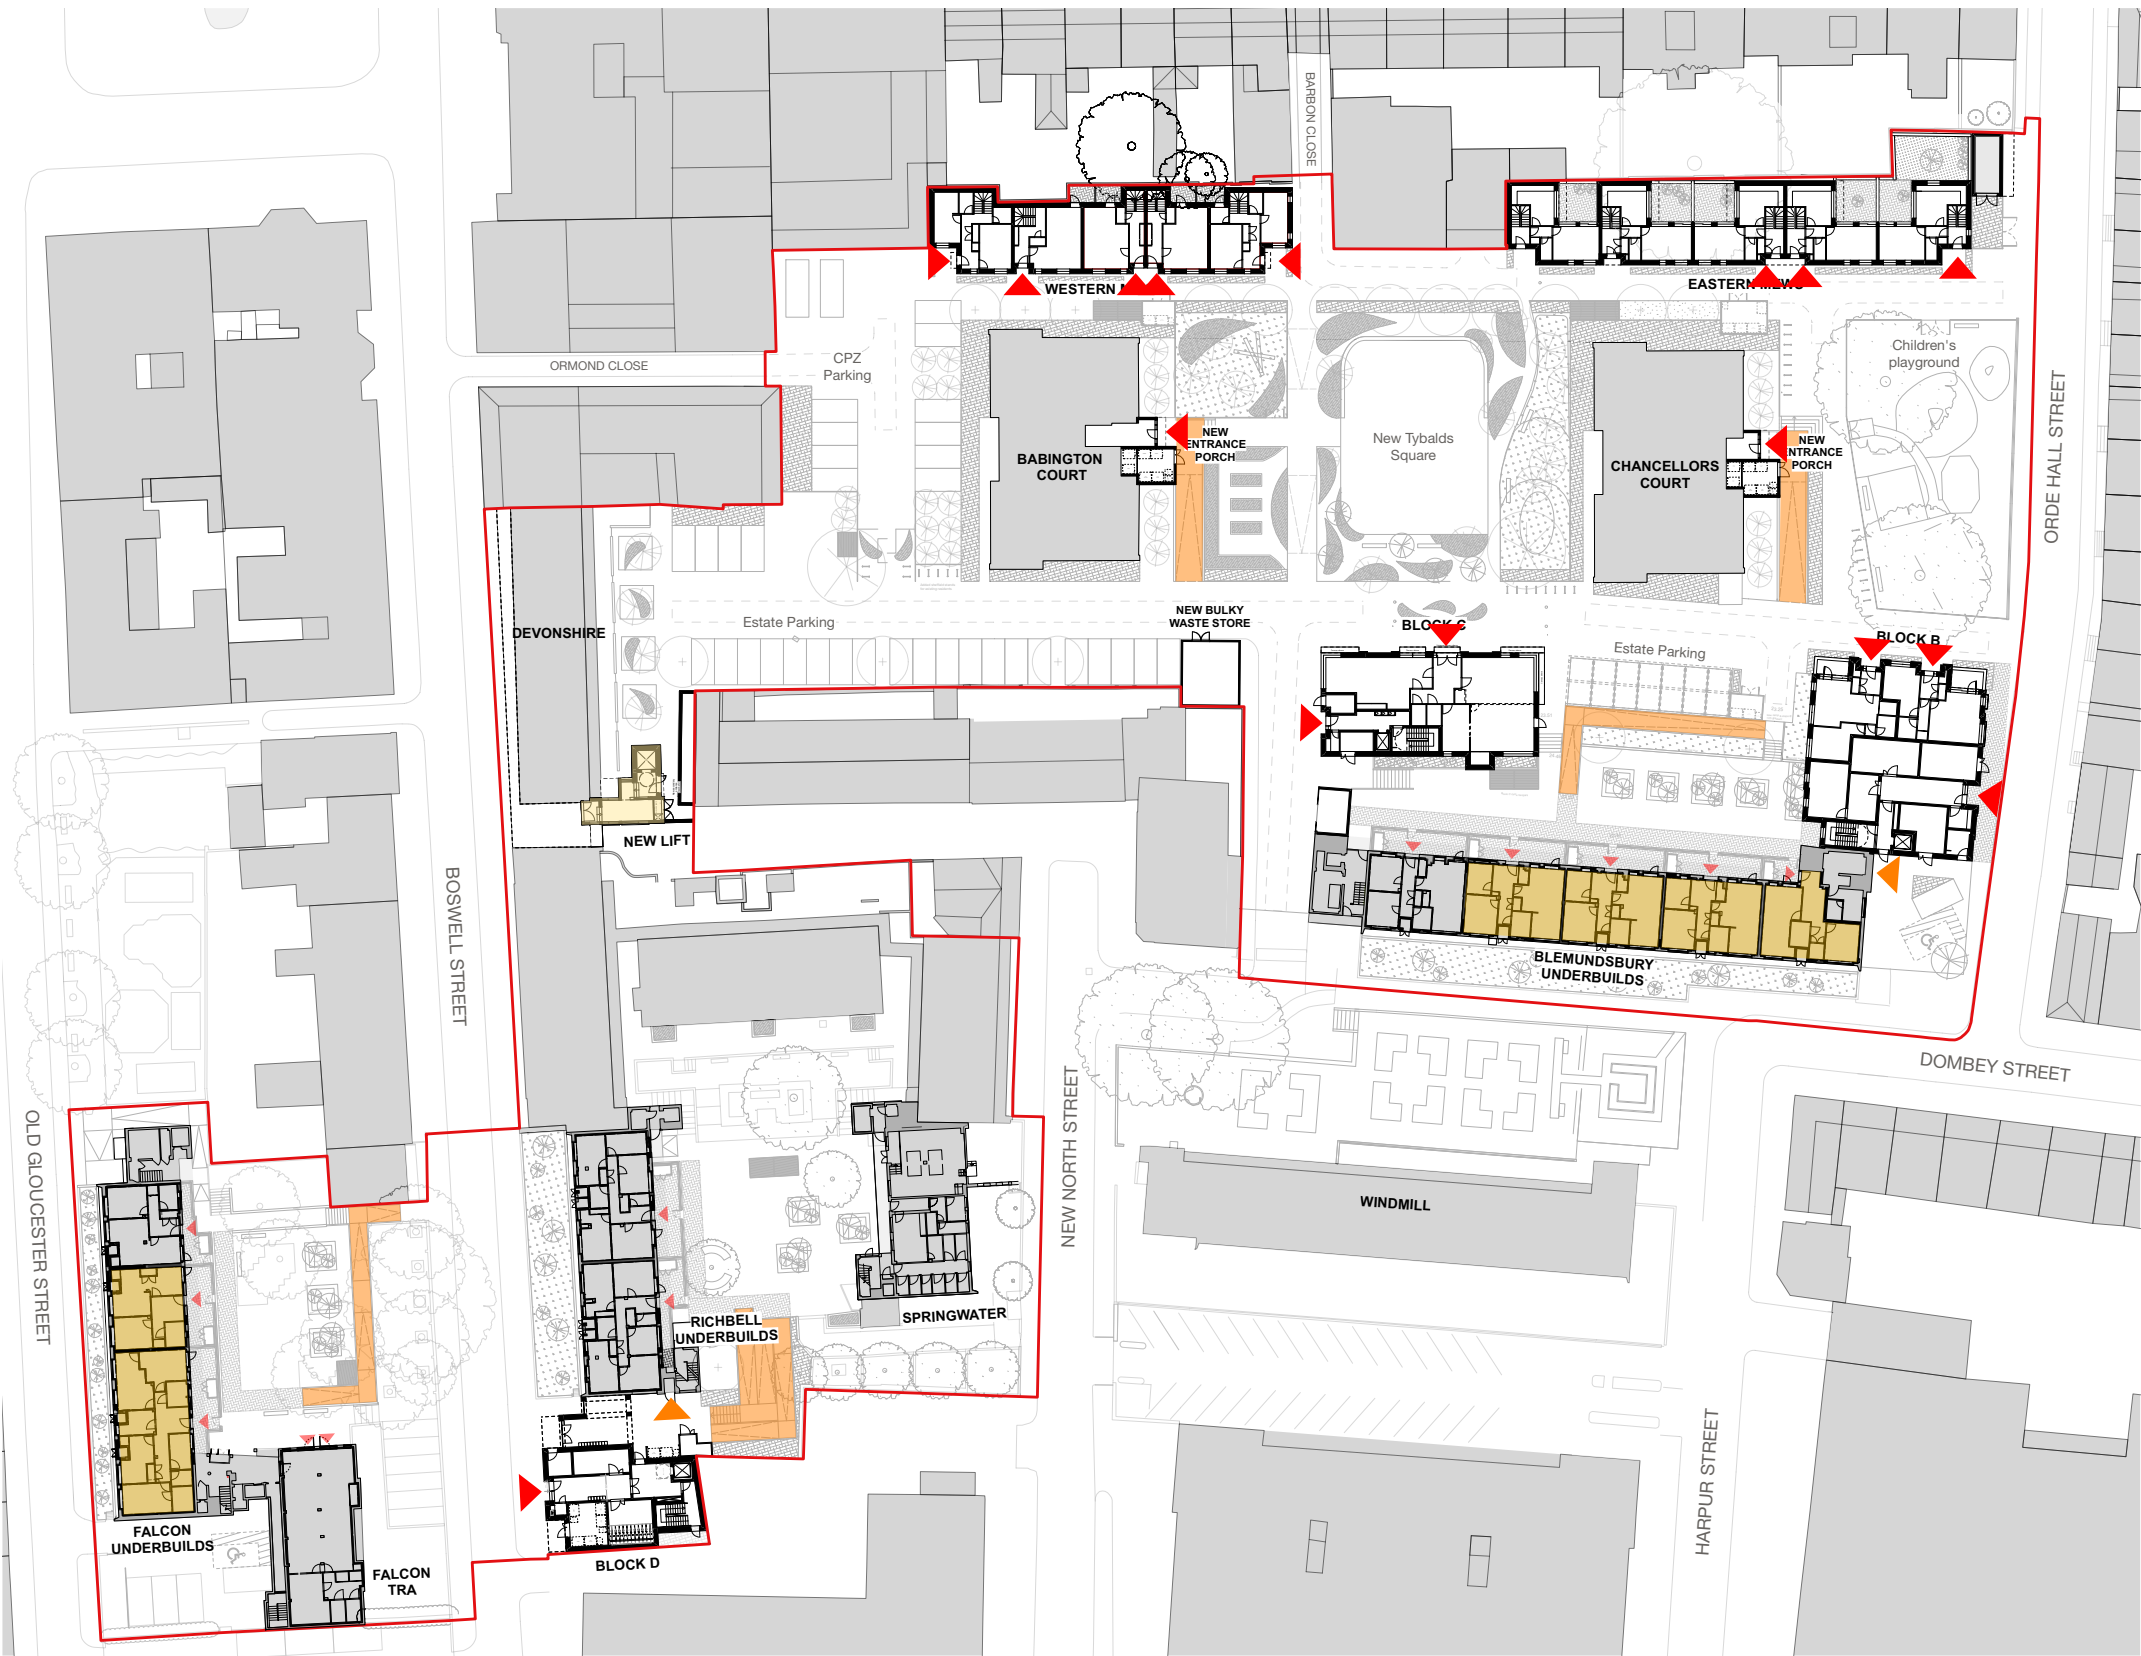 BARBON CLOSE
WESTERN
EASTERN MEWS
ORMOND CLOSE
CPZ
Parking
Children's
playground
ORDE HALL STREET
NEW
ENTRANCE
PORCH
BABINGTON
COURT
New Tybalds
Square
CHANCELLORS
COURT
NEW
ENTRANCE
PORCH
DEVONSHIRE
Estate Parking
NEW BULKY
WASTE STORE
BLOCK C
Estate Parking
BLOCK B
NEW LIFT
BOSWELL STREET
BLEMUNDSBURY
UNDERBUILDS
DOMBEY STREET
OLD GLOUCESTER STREET
NEW NORTH STREET
WINDMILL
RICHBELL
UNDERBUILDS
SPRINGWATER
HARPUR STREET
FALCON
UNDERBUILDS
FALCON
TRA
BLOCK D